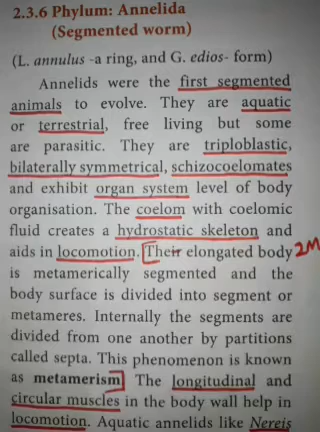 2.3.6 Phylum: Annelida
(Segmented worm)
(L. annulus -a ring, and G. edios- form)
Annelids were the first segmented
animals to evolve. They are aquatic
or terrestrial, free living but some
are parasitic. They are triploblastic,
bilaterally symmetrical, schizocoelomates
and exhibit organ system level of body
organisation. The coelom with coelomic
fluid creates a hydrostatic skeleton and
aids in locomotion. Their elongated body 2M
is metamerically segmented and the
body surface is divided into segment or
metameres. Internally the segments are
divided from one another by partitions
called septa. This phenomenon is known
as metamerism. The longitudinal and
circular muscles in the body wall help in
locomotion. Aquatic annelids like Nereis